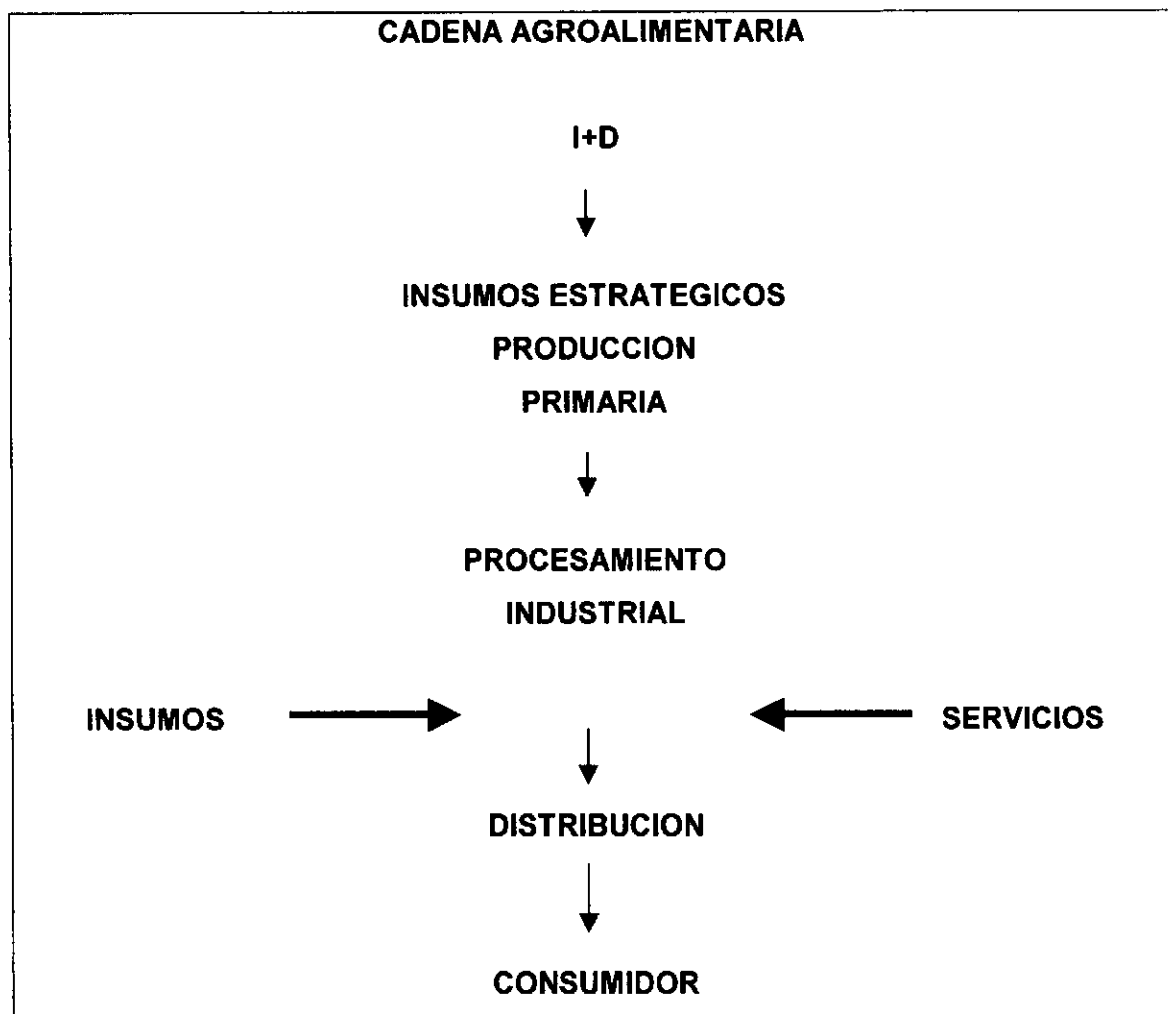 CADENA AGROALIMENTARIA
I+D
INSUMOS ESTRATEGICOS
PRODUCCION
PRIMARIA
PROCESAMIENTO
INDUSTRIAL
INSUMOS SERVICIOS
DISTRIBUCION
CONSUMIDOR